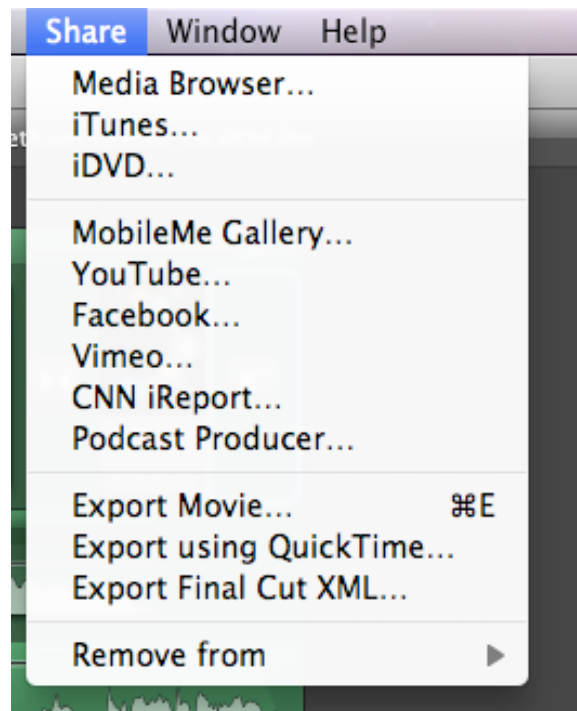 Share Window Help
Media Browser...
iTunes...
iDVD...
MobileMe Gallery...
YouTube...
Facebook...
Vimeo...
CNN iReport...
Podcast Producer...
Export Movie... ⌘E
Export using QuickTime...
Export Final Cut XML...
Remove from